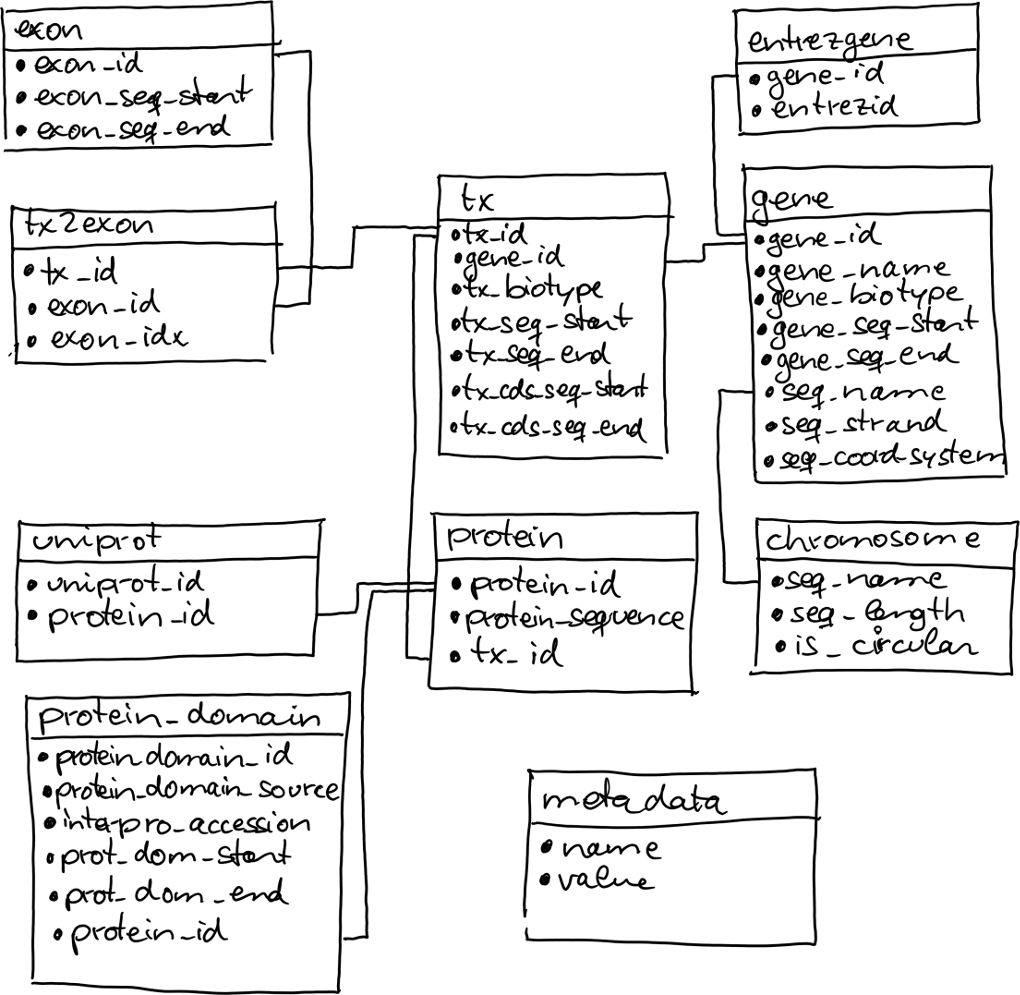 exon
• exon_id
• exon_seq_start
• exon_seq_end
entrezgene
• gene_id
• entrezid
tx2exon
• tx_id
• exon_id
• exon_idx
tx
• tx_id
• gene_id
• tx_biotype
• tx_seq_start
• tx_seq_end
• tx_cds_seq_start
• tx_cds_seq_end
gene
• gene_id
• gene_name
• gene_biotype
• gene_seq_start
• gene_seq_end
• seq_name
• seq_strand
• seq_coord_system
uniprot
• uniprot_id
• protein_id
protein
• protein_id
• protein_sequence
• tx_id
chromosome
• seq_name
• seq_length
• is_circular
protein_domain
• protein_domain_id
• protein_domain_source
• interpro_accession
• prot_dom_start
• prot_dom_end
• protein_id
metadata
• name
• value